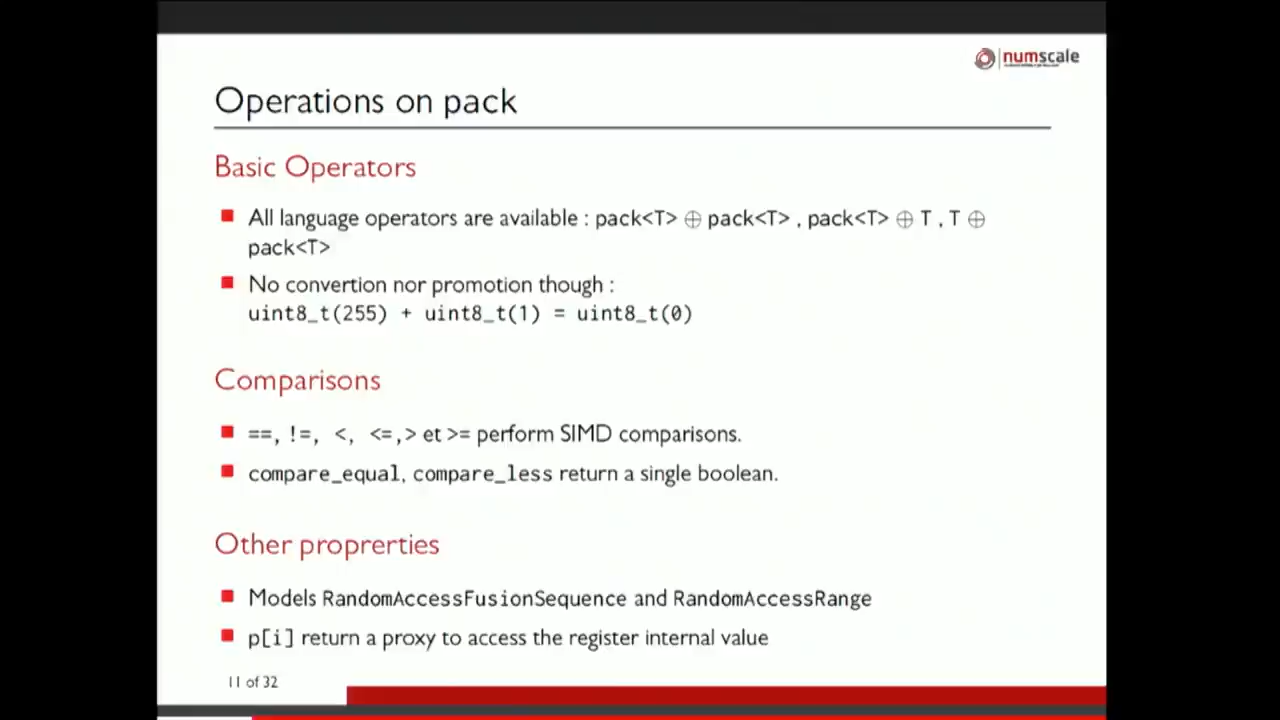 numscale
Operations on pack
Basic Operators
All language operators are available : pack<T> ⊕ pack<T> , pack<T> ⊕ T , T ⊕
pack<T>
No convertion nor promotion though :
uint8_t(255) + uint8_t(1) = uint8_t(0)
Comparisons
==, !=, <, <=,> et >= perform SIMD comparisons.
compare_equal, compare_less return a single boolean.
Other proprerties
Models RandomAccessFusionSequence and RandomAccessRange
p[i] return a proxy to access the register internal value
11 of 32